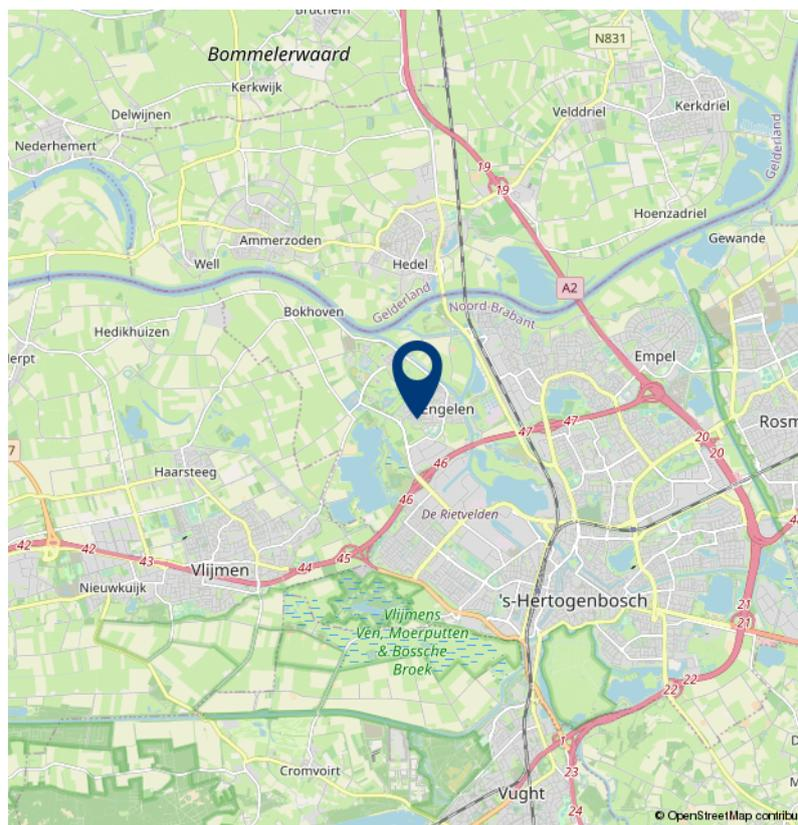 Bruchem
N831
Bommelerwaard
Kerkwijk
Kerkdriel
Delwijnen
Velddriel
Nederhemert
Gelderland
19
19
Hoenzadriel
Ammerzoden
Gewande
Well
Hedel
A2
Gelderland
Noord-Brabant
Bokhoven
Hedikhuizen
Empel
Engelen
47
47
20
20
7
46
Haarsteeg
46
De Rietvelden
42
42
43
44
45
Vlijmen
Nieuwkuijk
's-Hertogenbosch
21
21
Vlijmens
Ven, Moerputten
& Bossche
Broek
22
22
1
Cromvoirt
23
Vught
24
© OpenStreetMap contribu